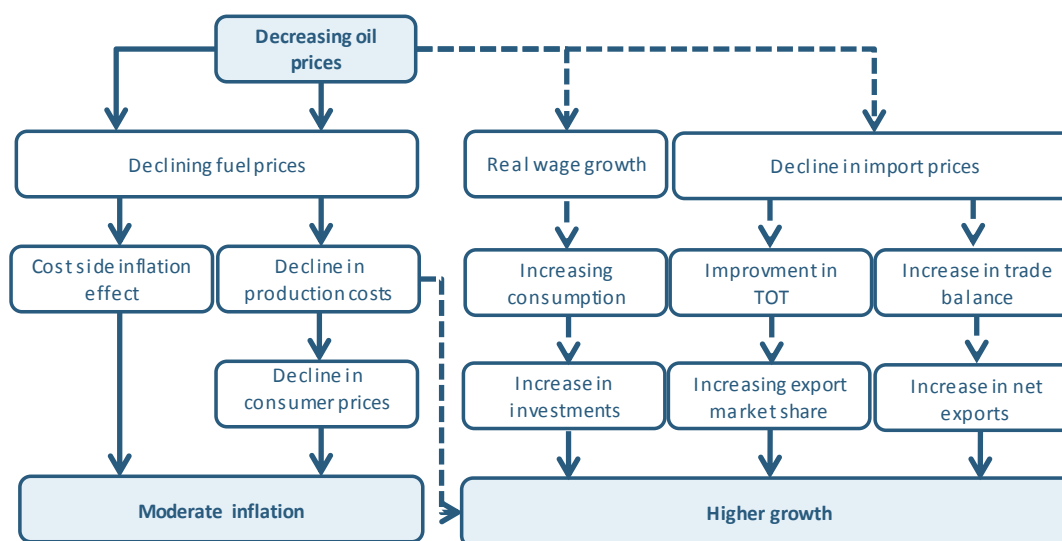 Decreasing oil
prices
Declining fuel prices
Real wage growth
Decline in import prices
Cost side inflation
effect
Decline in
production costs
Increasing
consumption
Improvment in
TOT
Increase in trade
balance
Decline in
consumer prices
Increase in
investments
Increasing export
market share
Increase in net
exports
Moderate inflation
Higher growth